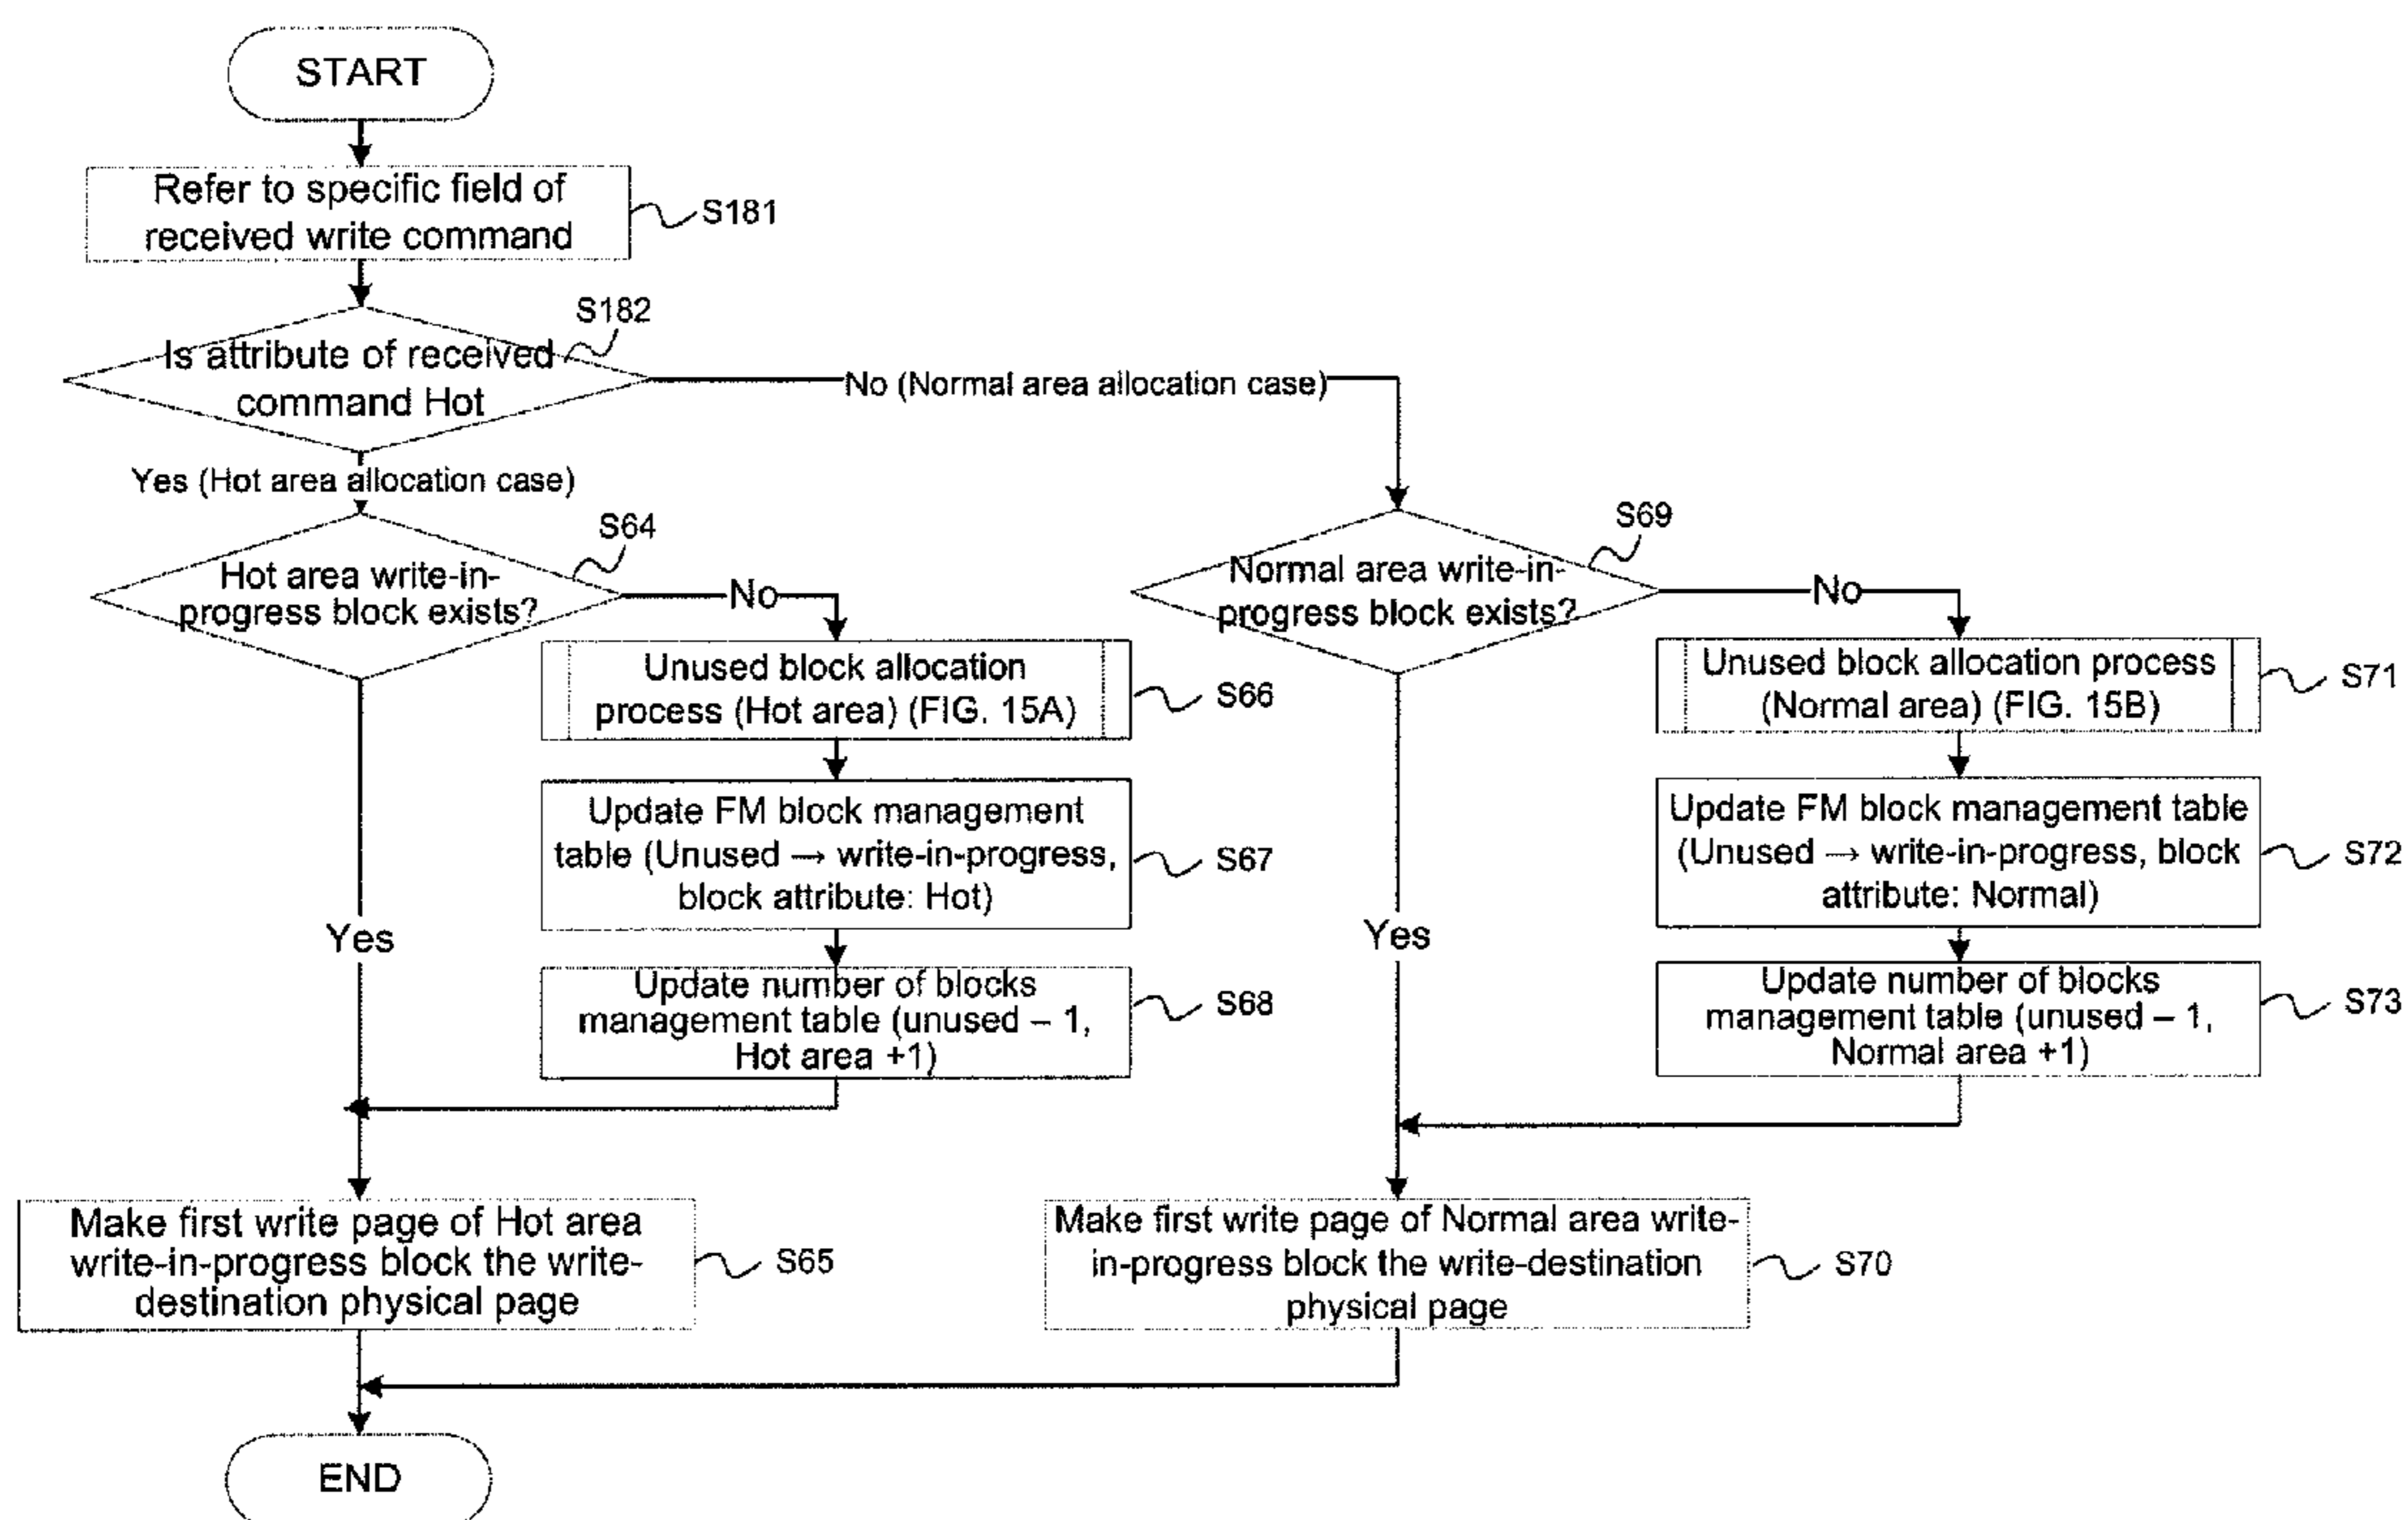 START
Refer to specific field of
received write command
S181
S182
Is attribute of received
command Hot
No (Normal area allocation case)
Yes (Hot area allocation case)
S64
Hot area write-in-
progress block exists?
No
S69
Normal area write-in-
progress block exists?
No
Unused block allocation
process (Hot area) (FIG. 15A)
S66
Unused block allocation process
(Normal area) (FIG. 15B)
S71
Update FM block management
table (Unused → write-in-progress,
block attribute: Hot)
S67
Update FM block management table
(Unused → write-in-progress, block
attribute: Normal)
S72
Yes
Yes
Update number of blocks
management table (unused – 1,
Hot area +1)
S68
Update number of blocks
management table (unused – 1,
Normal area +1)
S73
Make first write page of Hot area
write-in-progress block the write-
destination physical page
S65
Make first write page of Normal area write-
in-progress block the write-destination
physical page
S70
END